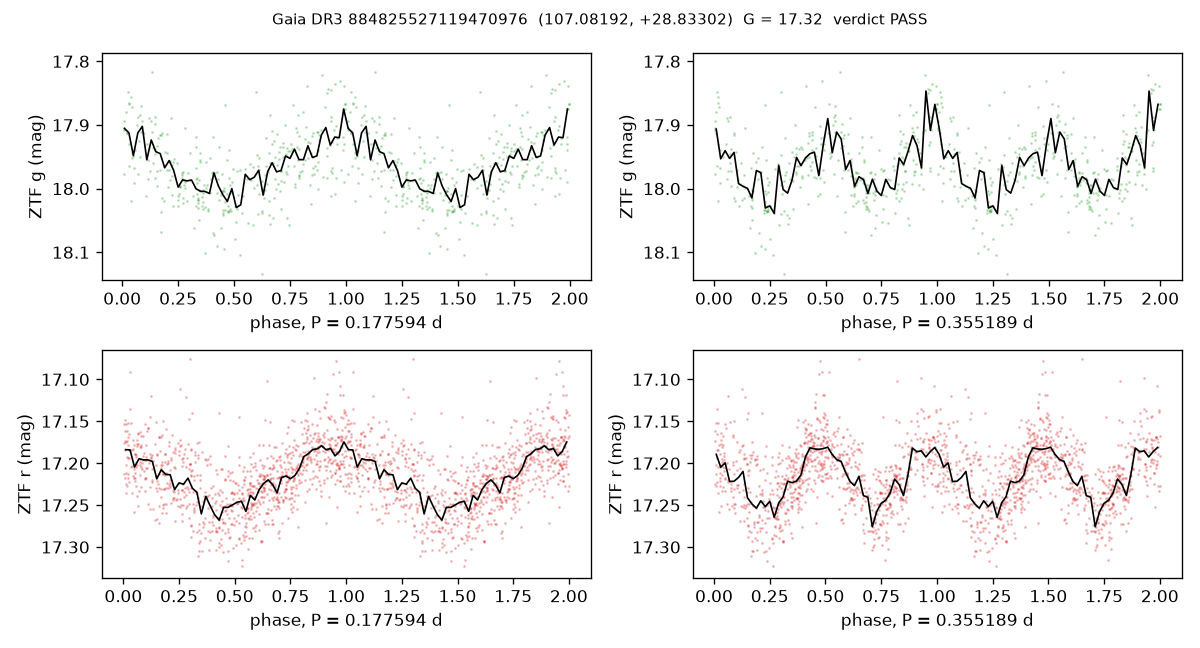 Gaia DR3 884825527119470976  (107.08192, +28.83302)  G = 17.32  verdict PASS
ZTF g (mag)
17.8
17.9
18.0
18.1
0.00 0.25 0.50 0.75 1.00 1.25 1.50 1.75 2.00
phase, P = 0.177594 d
ZTF g (mag)
17.8
17.9
18.0
18.1
0.00 0.25 0.50 0.75 1.00 1.25 1.50 1.75 2.00
phase, P = 0.355189 d
ZTF r (mag)
17.10
17.15
17.20
17.25
17.30
0.00 0.25 0.50 0.75 1.00 1.25 1.50 1.75 2.00
phase, P = 0.177594 d
ZTF r (mag)
17.10
17.15
17.20
17.25
17.30
0.00 0.25 0.50 0.75 1.00 1.25 1.50 1.75 2.00
phase, P = 0.355189 d